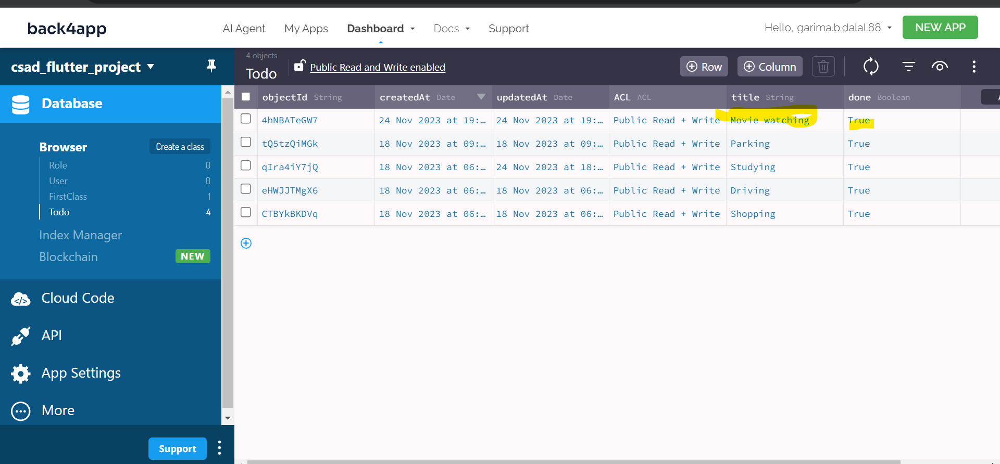 back4app AI Agent My Apps Dashboard Docs Support Hello, garima.b.dalal.88 NEW APP
csad_flutter_project
Database
Browser Create a class
Role 0
User 0
FirstClass 1
Todo 4
Index Manager
Blockchain NEW
Cloud Code
API
App Settings
More
Support
4 objects
Todo Public Read and Write enabled Row Column
objectId String createdAt Date updatedAt Date ACL ACL title String done Boolean
4hNBATeGW7 24 Nov 2023 at 19:… 24 Nov 2023 at 19:… Public Read + Write Movie watching True
tQ5tzQiMGk 18 Nov 2023 at 09:… 18 Nov 2023 at 09:… Public Read + Write Parking True
qIra4iY7jQ 18 Nov 2023 at 06:… 24 Nov 2023 at 18:… Public Read + Write Studying True
eHWJJTMgX6 18 Nov 2023 at 06:… 18 Nov 2023 at 06:… Public Read + Write Driving True
CTBYkBKDVq 18 Nov 2023 at 06:… 18 Nov 2023 at 06:… Public Read + Write Shopping True